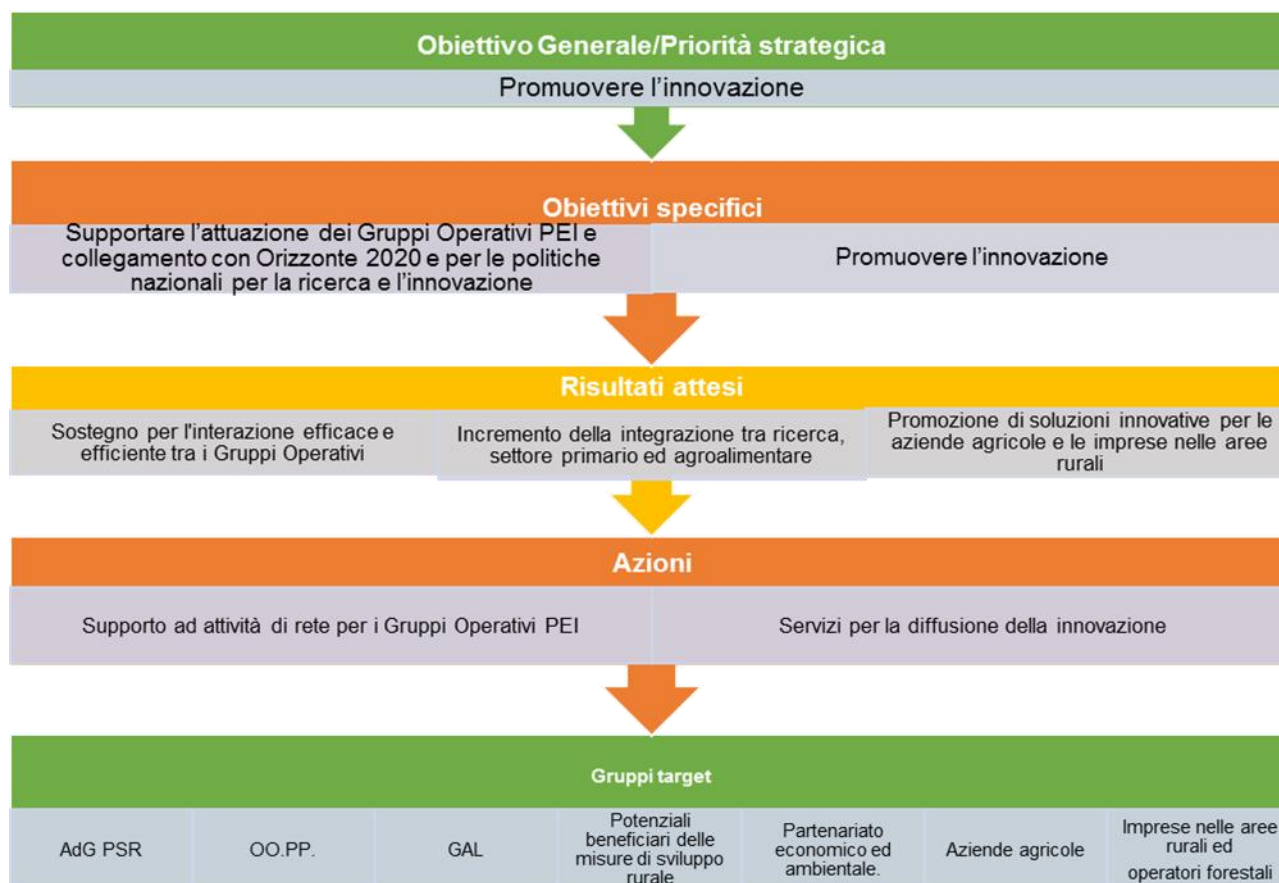 Obiettivo Generale/Priorità strategica
Promuovere l'innovazione
Obiettivi specifici
Supportare l'attuazione dei Gruppi Operativi PEI e
collegamento con Orizzonte 2020 e per le politiche
nazionali per la ricerca e l'innovazione
Promuovere l'innovazione
Risultati attesi
Sostegno per l'interazione efficace e
efficiente tra i Gruppi Operativi
Incremento della integrazione tra ricerca,
settore primario ed agroalimentare
Promozione di soluzioni innovative per le
aziende agricole e le imprese nelle aree
rurali
Azioni
Supporto ad attività di rete per i Gruppi Operativi PEI
Servizi per la diffusione della innovazione
Gruppi target
AdG PSR
OO.PP.
GAL
Potenziali
beneficiari delle
misure di sviluppo
rurale
Partenariato
economico ed
ambientale.
Aziende agricole
Imprese nelle aree
rurali ed
operatori forestali